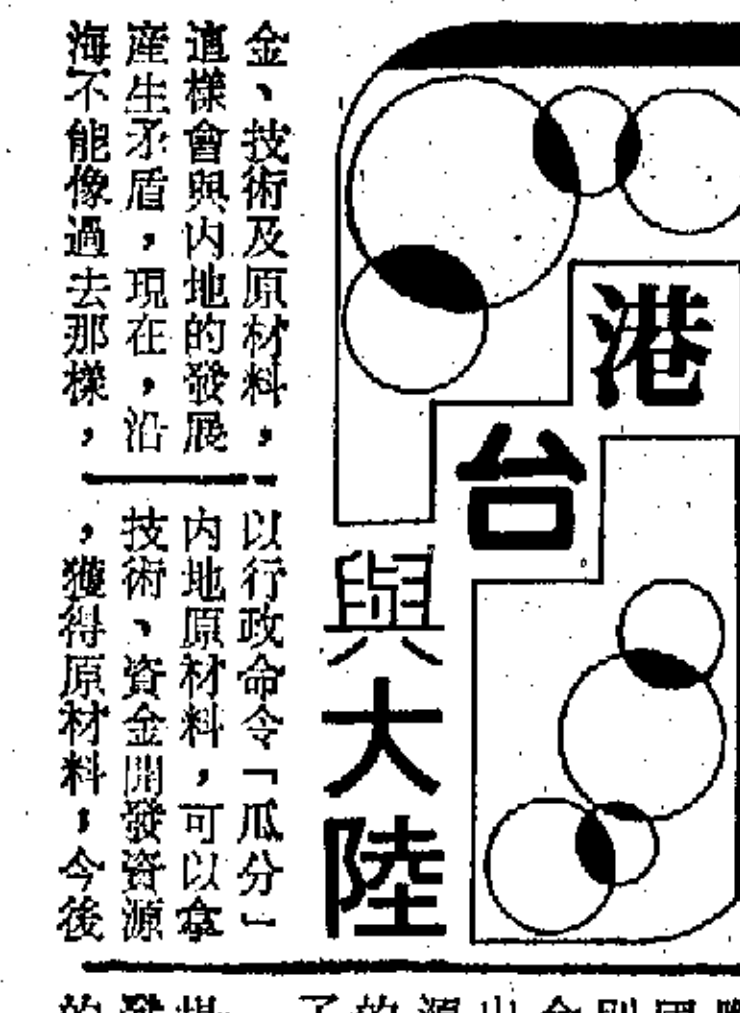 港
台
與大陸
金、技術及原材料，
這樣會與内地的發展
産生矛盾，現在，沿
海不能像過去那樣，
以行政命令「瓜分」
内地原材料，可以拿
技術、資金開發資源
，獲得原材料，今後